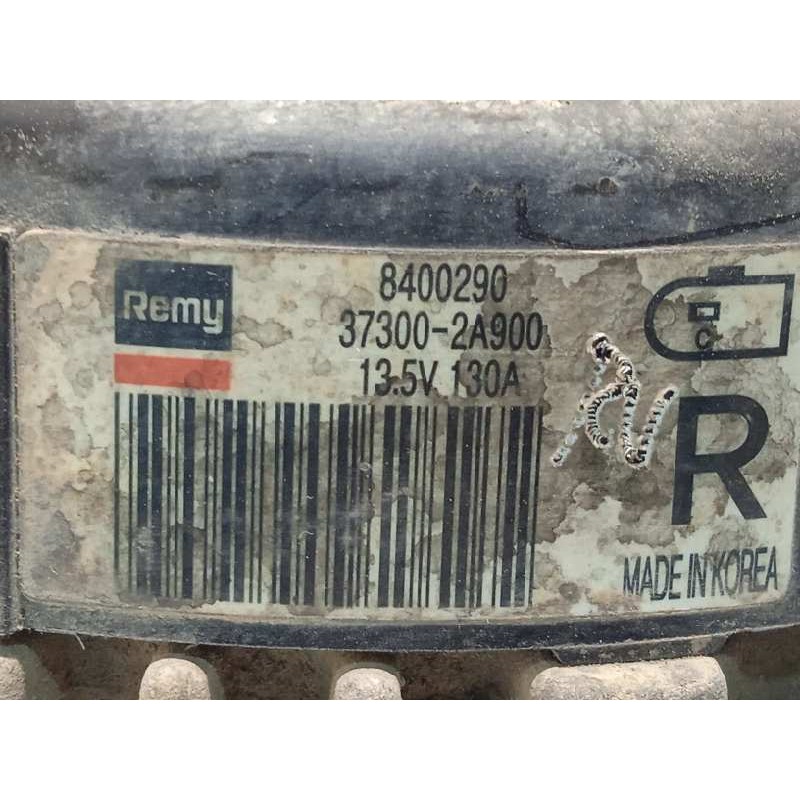 Remy
8400290
37300-2A900
13.5V 130A
C
R
MADE IN KOREA